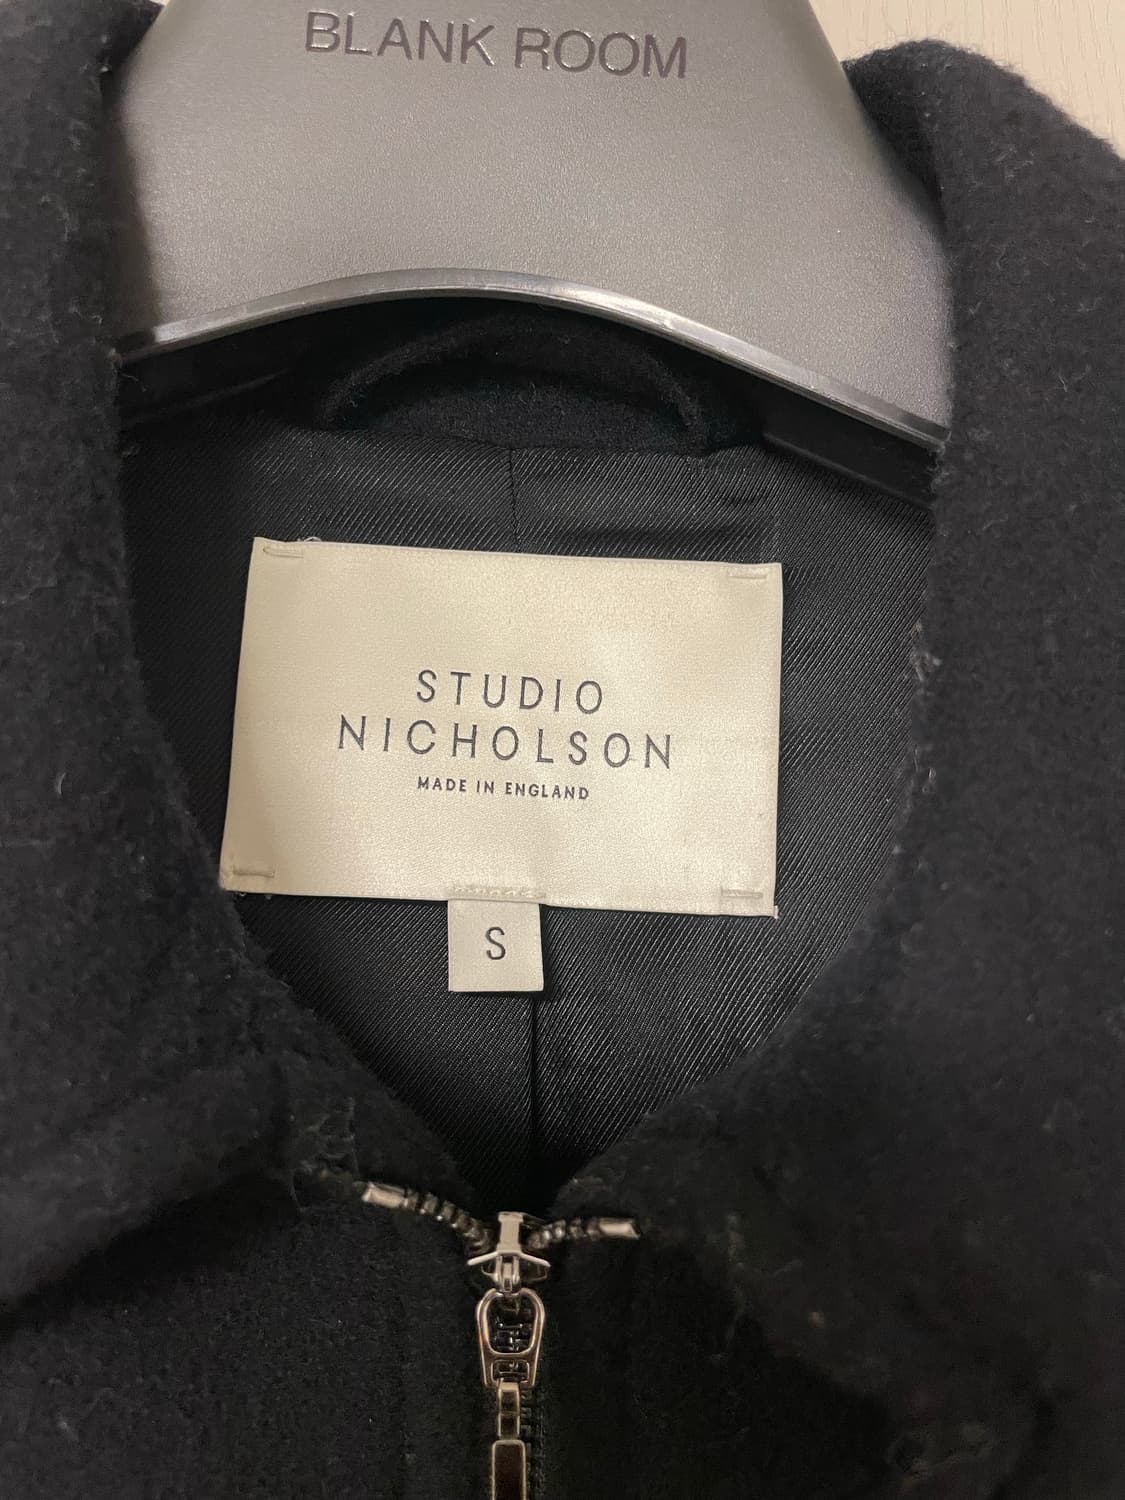 BLANK ROOM
STUDIO
NICHOLSON
MADE IN ENGLAND
S